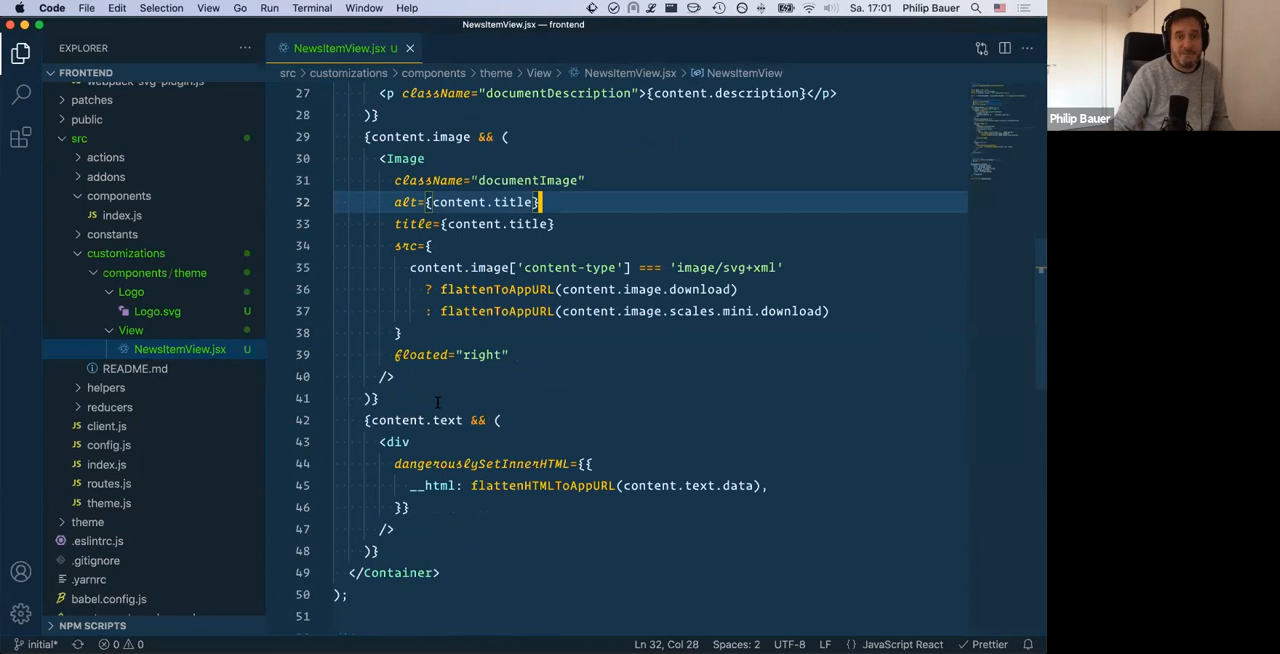 Code File Edit Selection View Go Run Terminal Window Help Sa. 17:01 Philip Bauer
NewsItemView.jsx — frontend
EXPLORER
NewsItemView.jsx U
FRONTEND
src > customizations > components > theme > View > NewsItemView.jsx > NewsItemView
webpack-svg-plugin.js
patches
public
src
actions
addons
components
index.js
constants
customizations
components / theme
Logo
Logo.svg U
View
NewsItemView.jsx U
README.md
helpers
reducers
client.js
config.js
index.js
routes.js
theme.js
theme
.eslintrc.js
.gitignore
.yarnrc
babel.config.js
NPM SCRIPTS
27 <p className="documentDescription">{content.description}</p>
28 )}
29 {content.image && (
30 <Image
31 className="documentImage"
32 alt={content.title}
33 title={content.title}
34 src={
35 content.image['content-type'] === 'image/svg+xml'
36 ? flattenToAppURL(content.image.download)
37 : flattenToAppURL(content.image.scales.mini.download)
38 }
39 floated="right"
40 />
41 )}
42 {content.text && (
43 <div
44 dangerouslySetInnerHTML={{
45 __html: flattenHTMLToAppURL(content.text.data),
46 }}
47 />
48 )}
49 </Container>
50 );
51
initial* 0 0 Ln 32, Col 28 Spaces: 2 UTF-8 LF {} JavaScript React Prettier
Philip Bauer